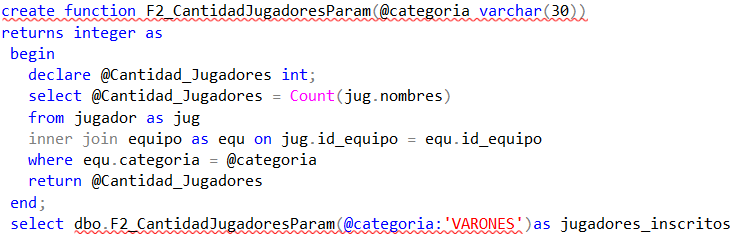 create function F2_CantidadJugadoresParam(@categoria varchar(30))
returns integer as
begin
declare @Cantidad_Jugadores int;
select @Cantidad_Jugadores = Count(jug.nombres)
from jugador as jug
inner join equipo as equ on jug.id_equipo = equ.id_equipo
where equ.categoria = @categoria
return @Cantidad_Jugadores
end;
select dbo.F2_CantidadJugadoresParam(@categoria:'VARONES')as jugadores_inscritos